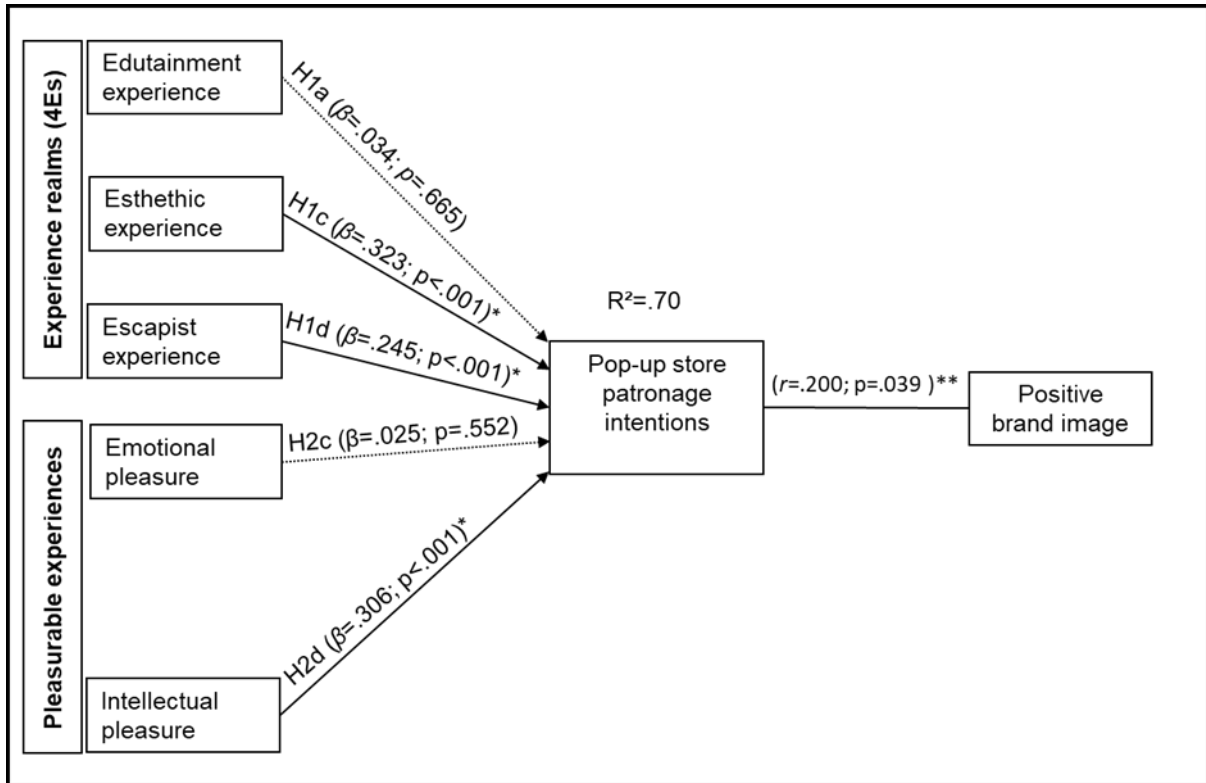 Experience realms (4Es)
Edutainment
experience
H1a (β=.034; p=.665)
Esthethic
experience
H1c (β=.323; p<.001)*
Escapist
experience
H1d (β=.245; p<.001)*
Pleasurable experiences
Emotional
pleasure
H2c (β=.025; p=.552)
Intellectual
pleasure
H2d (β=.306; p<.001)*
R²=.70
Pop-up store
patronage
intentions
(r=.200; p=.039 )**
Positive
brand image